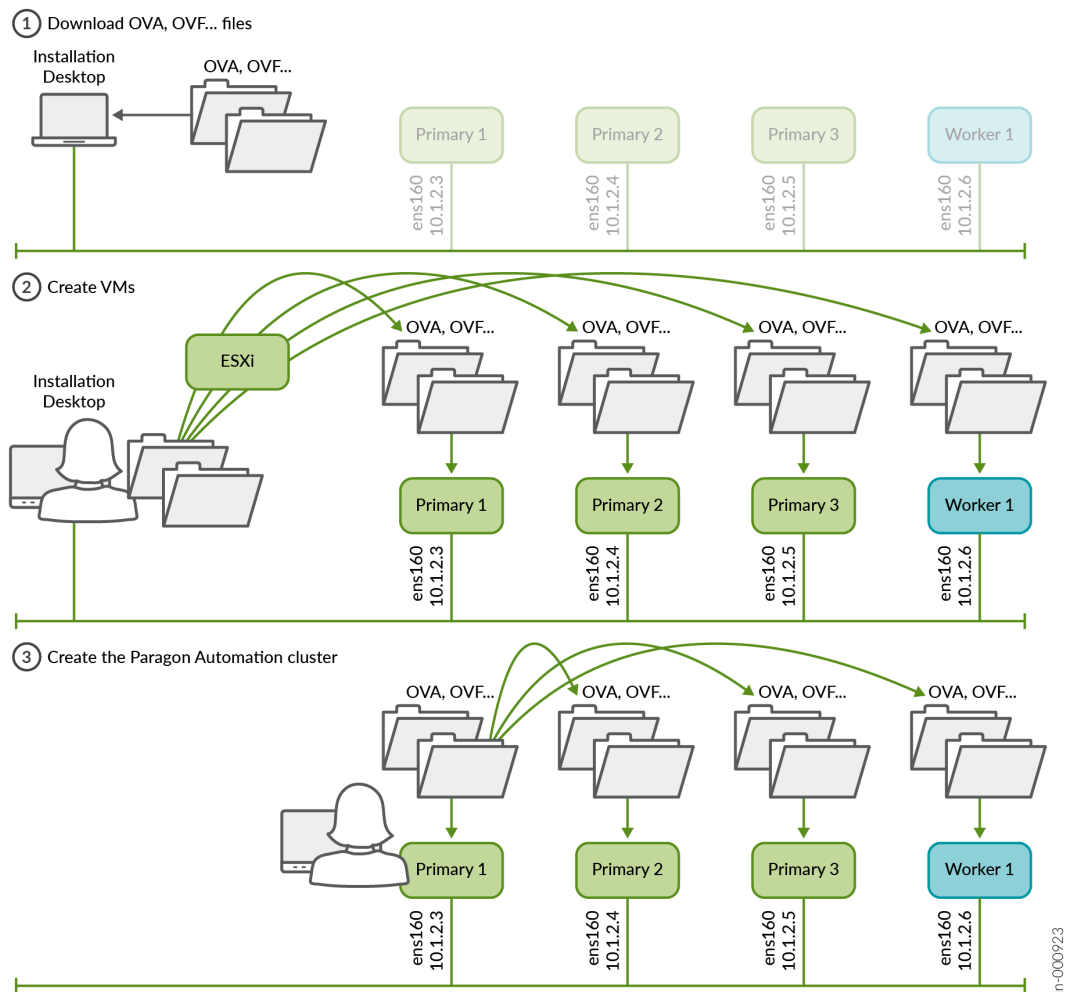 1 Download OVA, OVF... files
Installation
Desktop
OVA, OVF...
Primary 1
Primary 2
Primary 3
Worker 1
ens160
10.1.2.3
ens160
10.1.2.4
ens160
10.1.2.5
ens160
10.1.2.6
2 Create VMs
OVA, OVF...
OVA, OVF...
OVA, OVF...
OVA, OVF...
ESXi
Installation
Desktop
Primary 1
Primary 2
Primary 3
Worker 1
ens160
10.1.2.3
ens160
10.1.2.4
ens160
10.1.2.5
ens160
10.1.2.6
3 Create the Paragon Automation cluster
OVA, OVF...
OVA, OVF...
OVA, OVF...
OVA, OVF...
Primary 1
Primary 2
Primary 3
Worker 1
ens160
10.1.2.3
ens160
10.1.2.4
ens160
10.1.2.5
ens160
10.1.2.6
n-000923